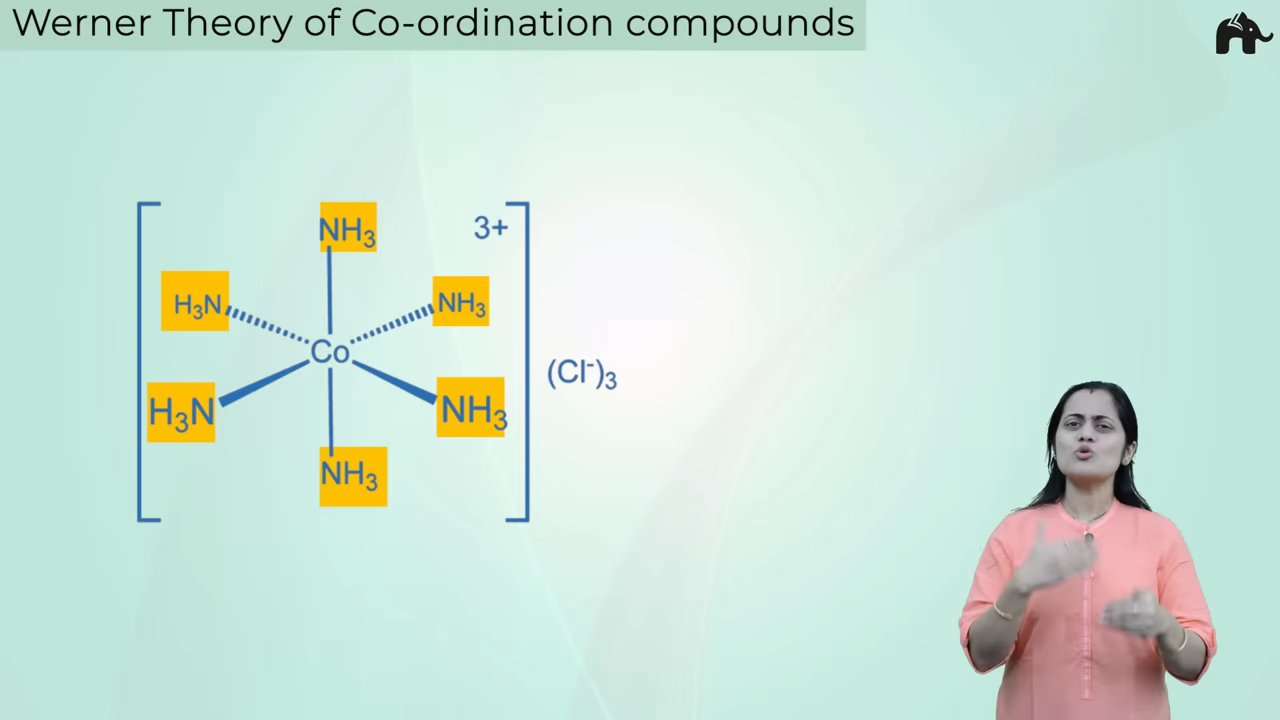 Werner Theory of Co-ordination compounds
NH₃
3+
H₃N
NH₃
Co
(Cl⁻)₃
H₃N
NH₃
NH₃